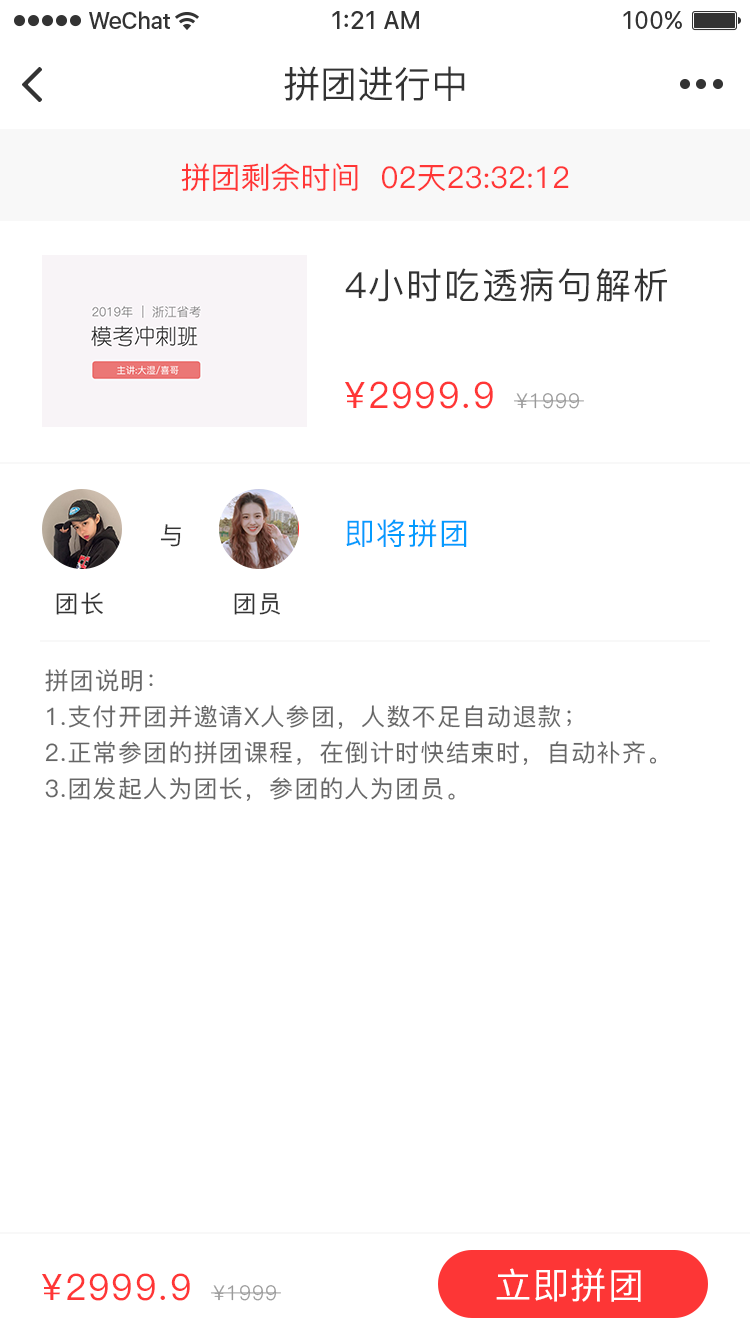 WeChat 1:21 AM 100%
拼团进行中
拼团剩余时间 02天23:32:12
2019年 | 浙江省考
模考冲刺班
主讲:大湿/喜哥
4小时吃透病句解析
¥2999.9 ¥1999
与
即将拼团
团长 团员
拼团说明：
1.支付开团并邀请X人参团，人数不足自动退款；
2.正常参团的拼团课程，在倒计时快结束时，自动补齐。
3.团发起人为团长，参团的人为团员。
¥2999.9 ¥1999
立即拼团